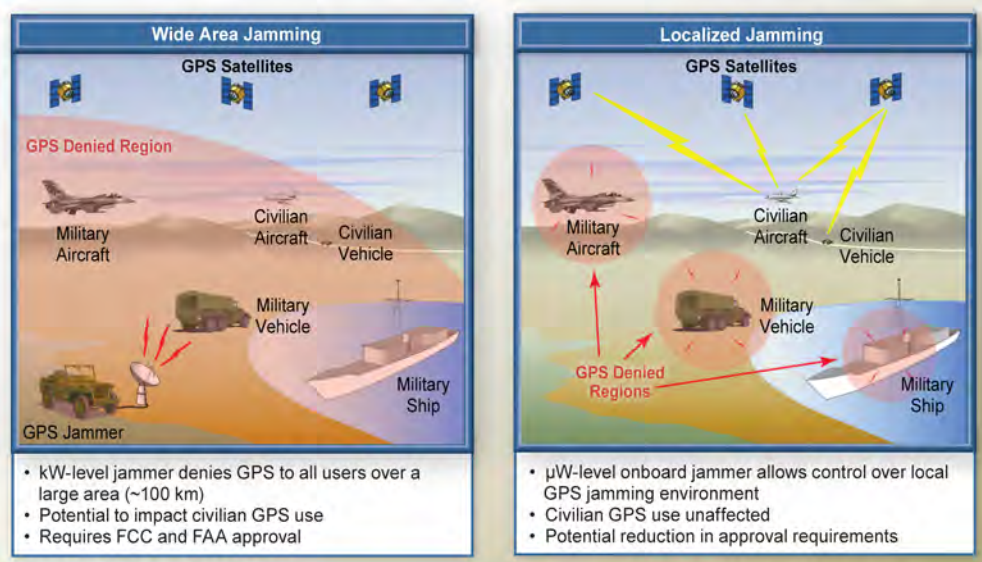 Wide Area Jamming
GPS Satellites
GPS Denied Region
Military
Aircraft
Civilian
Aircraft
Civilian
Vehicle
Military
Vehicle
Military
Ship
GPS Jammer
• kW-level jammer denies GPS to all users over a
large area (~100 km)
• Potential to impact civilian GPS use
• Requires FCC and FAA approval
Localized Jamming
GPS Satellites
Military
Aircraft
Civilian
Aircraft
Civilian
Vehicle
Military
Vehicle
GPS Denied
Regions
Military
Ship
• µW-level onboard jammer allows control over local
GPS jamming environment
• Civilian GPS use unaffected
• Potential reduction in approval requirements